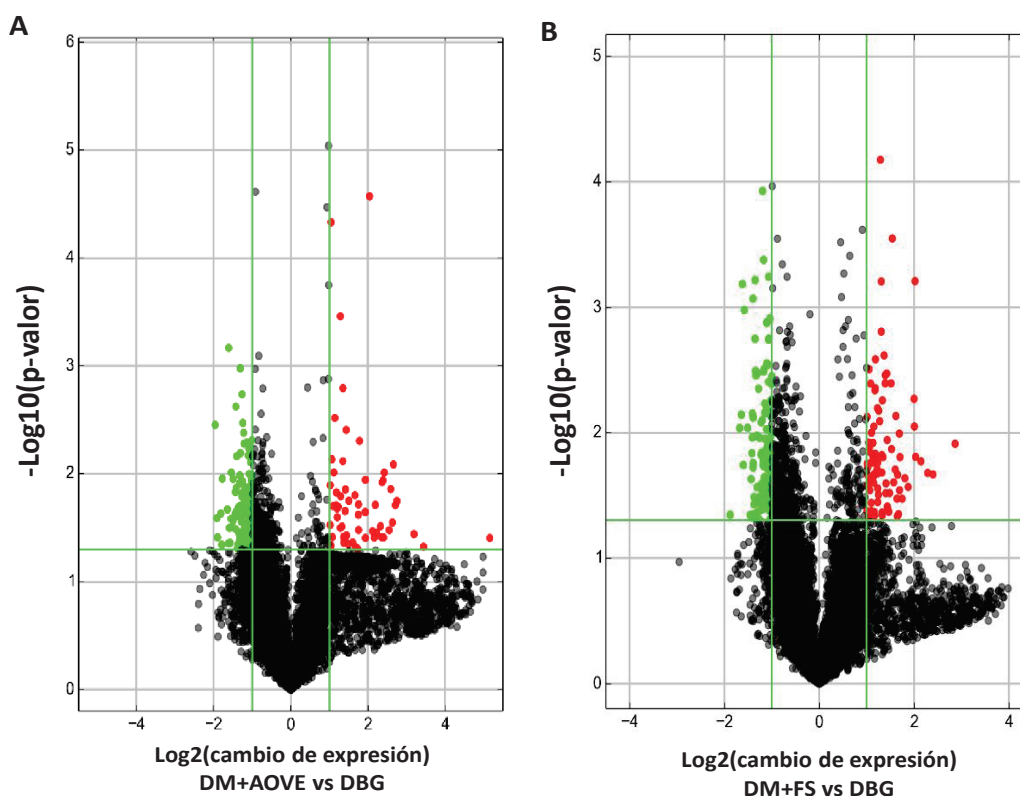 A
-Log10(p-valor)
6
5
4
3
2
1
0
−4 −2 0 2 4
Log2(cambio de expresión)
DM+AOVE vs DBG
B
-Log10(p-valor)
5
4
3
2
1
0
−4 −2 0 2 4
Log2(cambio de expresión)
DM+FS vs DBG